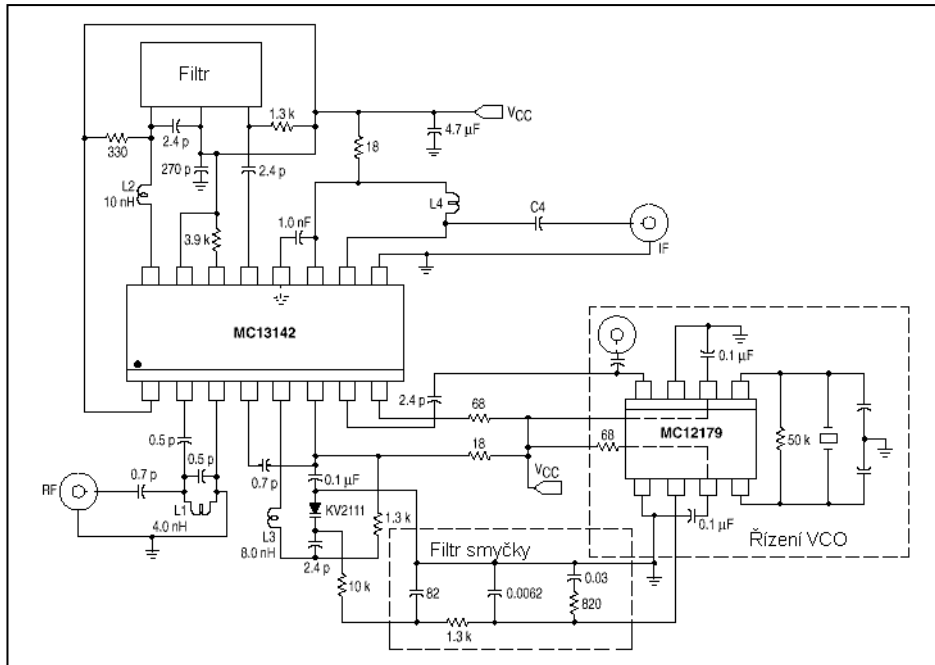 Filtr
VCC
1.3 k
4.7 µF
2.4 p
330
18
270 p
2.4 p
L2
10 nH
L4
C4
1.0 nF
3.9 k
IF
MC13142
0.1 µF
2.4 p
68
MC12179
68
50 k
0.5 p
18
0.5 p
0.7 p
VCC
RF
0.7 p
0.1 µF
L1
KV2111
0.1 µF
4.0 nH
L3
1.3 k
8.0 nH
Filtr smyčky
Řízení VCO
2.4 p
10 k
0.03
82
0.0062
820
1.3 k